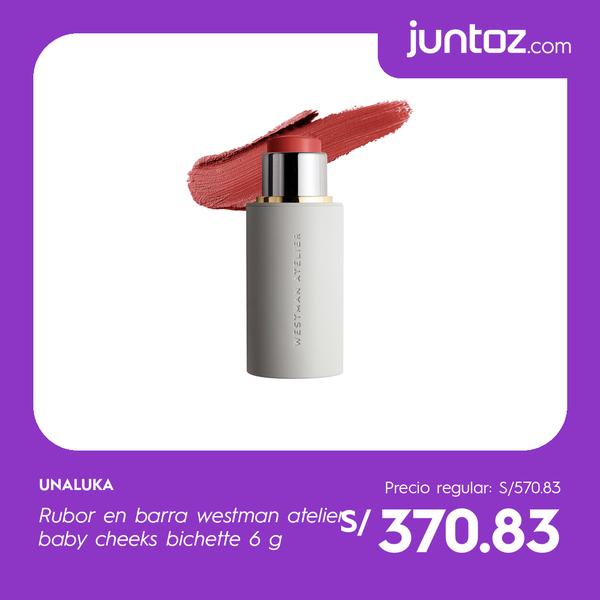 juntoz.com
WESTMAN ATELIER
UNALUKA
Rubor en barra westman atelier
baby cheeks bichette 6 g
Precio regular: S/570.83
S/ 370.83